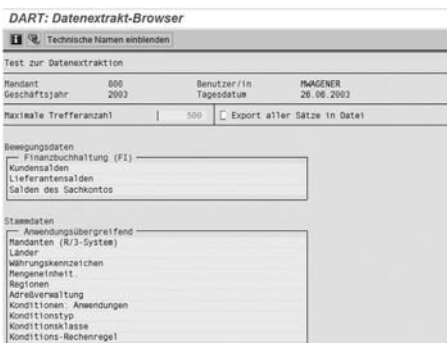 DART: Datenextrakt-Browser
Technische Namen einblenden
Test zur Datenextraktion
Mandant 800 Benutzer/in MWAGENER
Geschäftsjahr 2003 Tagesdatum 26.06.2003
Maximale Trefferanzahl 500 Export aller Sätze in Datei
Bewegungsdaten
Finanzbuchhaltung (FI)
Kundensalden
Lieferantensalden
Salden des Sachkontos
Stammdaten
Anwendungsübergreifend
Mandanten (R/3-System)
Länder
Währungskennzeichen
Mengeneinheit
Regionen
Adreßverwaltung
Konditionen: Anwendungen
Konditionstyp
Konditionsklasse
Konditions-Rechenregel